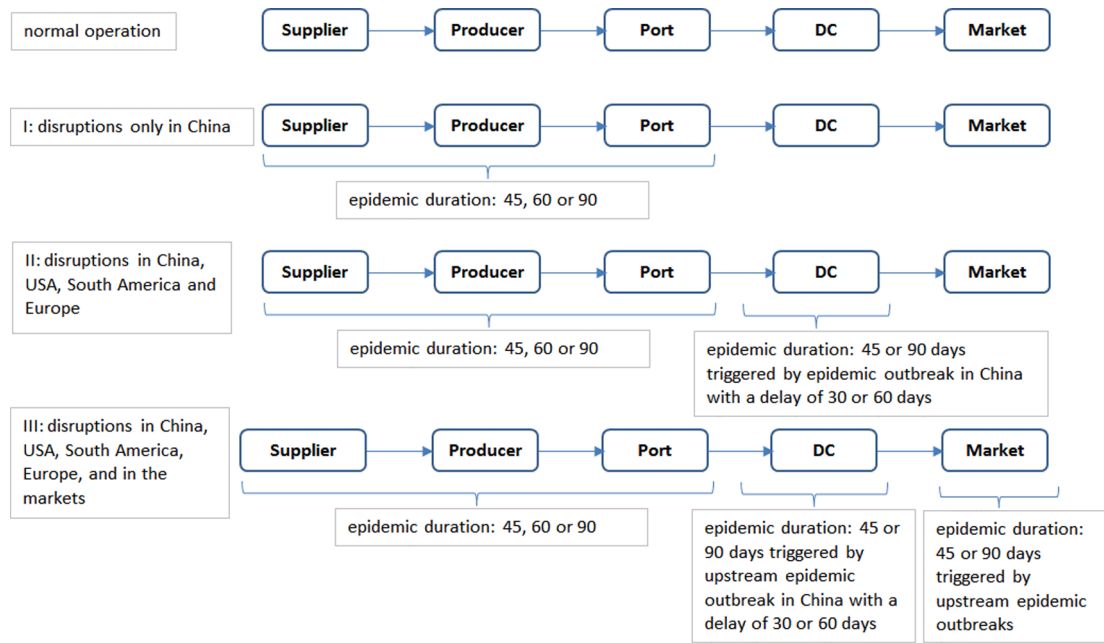 normal operation
Supplier
Producer
Port
DC
Market
I: disruptions only in China
Supplier
Producer
Port
DC
Market
epidemic duration: 45, 60 or 90
II: disruptions in China,
USA, South America and
Europe
Supplier
Producer
Port
DC
Market
epidemic duration: 45, 60 or 90
epidemic duration: 45 or 90 days
triggered by epidemic outbreak in China
with a delay of 30 or 60 days
III: disruptions in China,
USA, South America,
Europe, and in the
markets
Supplier
Producer
Port
DC
Market
epidemic duration: 45, 60 or 90
epidemic duration: 45 or
90 days triggered by
upstream epidemic
outbreak in China with a
delay of 30 or 60 days
epidemic duration:
45 or 90 days
triggered by
upstream epidemic
outbreaks